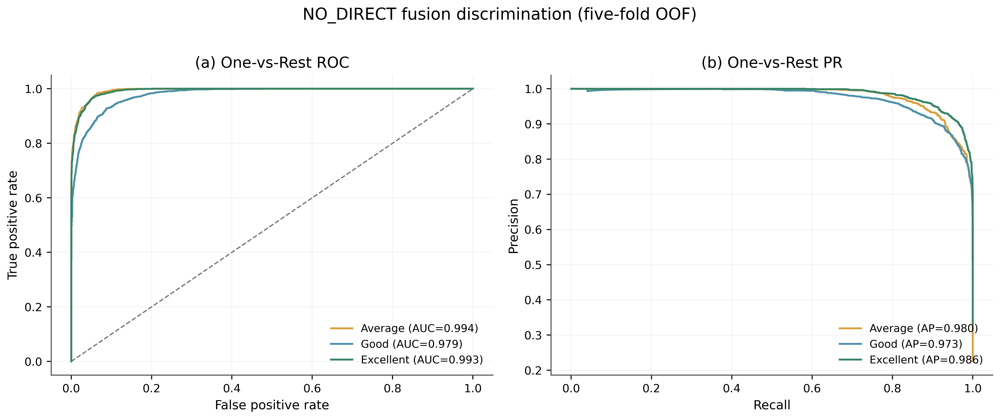 NO_DIRECT fusion discrimination (five-fold OOF)
(a) One-vs-Rest ROC
1.0
0.8
0.6
0.4
0.2
0.0
True positive rate
Average (AUC=0.994)
Good (AUC=0.979)
Excellent (AUC=0.993)
0.0 0.2 0.4 0.6 0.8 1.0
False positive rate
(b) One-vs-Rest PR
1.0
0.9
0.8
0.7
0.6
0.5
0.4
0.3
0.2
Precision
Average (AP=0.980)
Good (AP=0.973)
Excellent (AP=0.986)
0.0 0.2 0.4 0.6 0.8 1.0
Recall